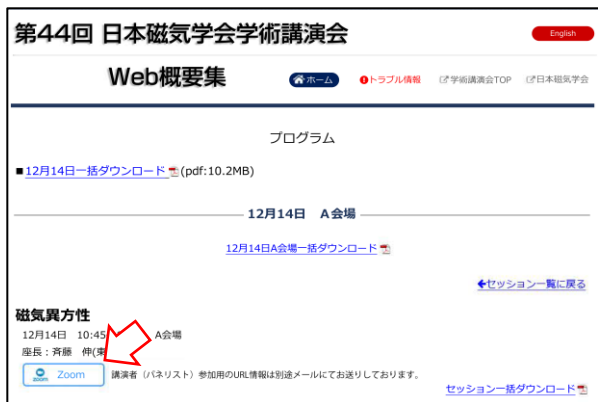 第44回 日本磁気学会学術講演会
English
Web概要集
ホーム
トラブル情報
学術講演会TOP
日本磁気学会
プログラム
■12月14日一括ダウンロード (pdf:10.2MB)
12月14日 A会場
12月14日A会場一括ダウンロード
←セッション一覧に戻る
磁気異方性
12月14日 10:45 A会場
座長：斉藤 伸(東
zoom Zoom 講演者（パネリスト）参加用のURL情報は別途メールにてお送りしております。
セッション一括ダウンロード